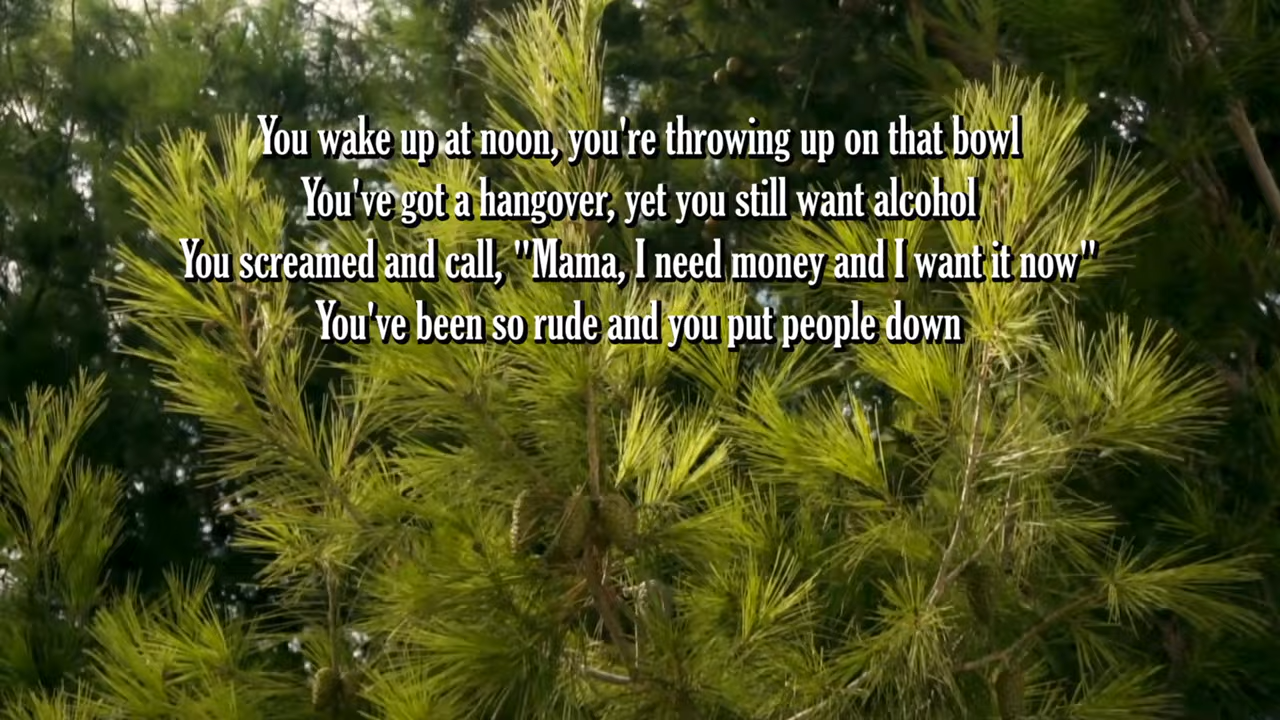 You wake up at noon, you're throwing up on that bowl
You've got a hangover, yet you still want alcohol
You screamed and call, "Mama, I need money and I want it now"
You've been so rude and you put people down